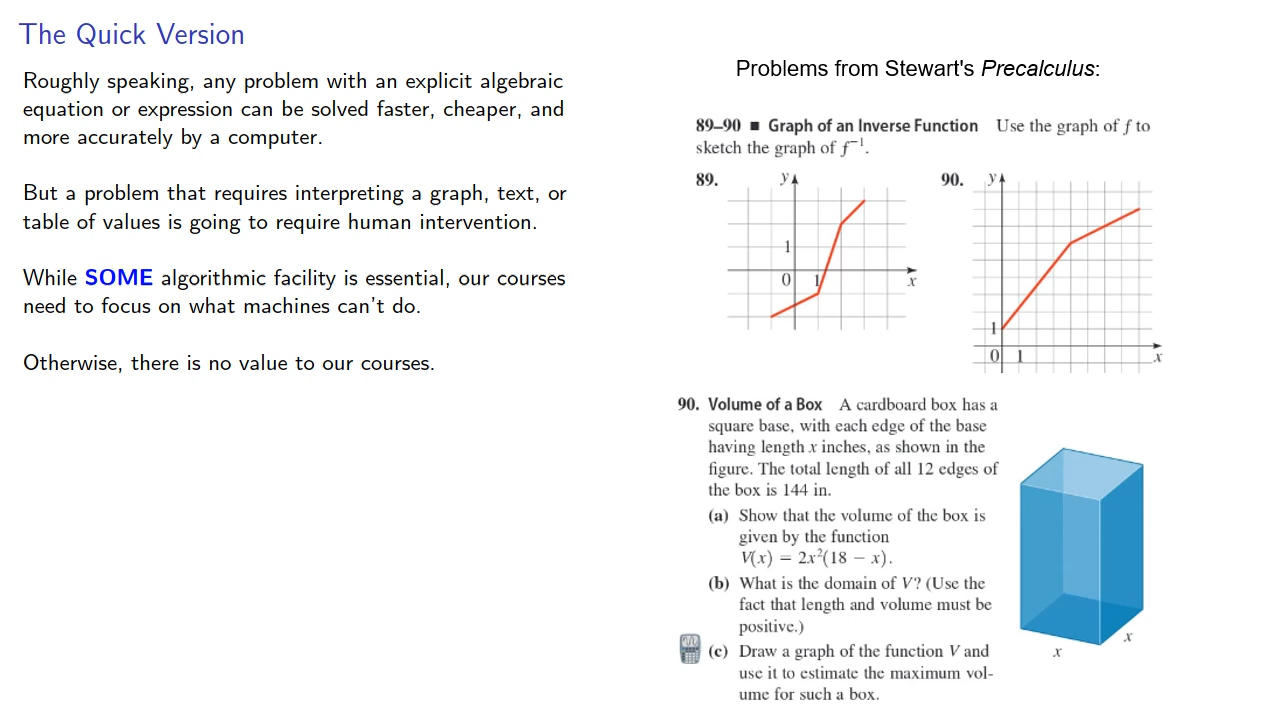 The Quick Version
Roughly speaking, any problem with an explicit algebraic
equation or expression can be solved faster, cheaper, and
more accurately by a computer.
But a problem that requires interpreting a graph, text, or
table of values is going to require human intervention.
While SOME algorithmic facility is essential, our courses
need to focus on what machines can't do.
Otherwise, there is no value to our courses.
Problems from Stewart's Precalculus:
89–90 ■ Graph of an Inverse Function Use the graph of f to
sketch the graph of f⁻¹.
89.
y
1
0
1
x
90.
y
1
0
1
x
90. Volume of a Box A cardboard box has a
square base, with each edge of the base
having length x inches, as shown in the
figure. The total length of all 12 edges of
the box is 144 in.
(a) Show that the volume of the box is
given by the function
V(x) = 2x²(18 − x).
(b) What is the domain of V? (Use the
fact that length and volume must be
positive.)
(c) Draw a graph of the function V and
use it to estimate the maximum vol-
ume for such a box.
x
x